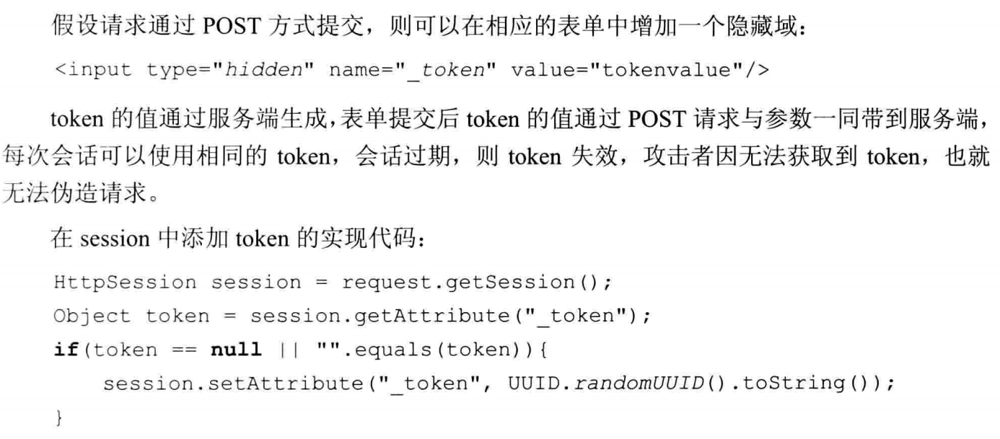 假设请求通过 POST 方式提交，则可以在相应的表单中增加一个隐藏域：
<input type="hidden" name="_token" value="tokenvalue"/>
token 的值通过服务端生成，表单提交后 token 的值通过 POST 请求与参数一同带到服务端，
每次会话可以使用相同的 token，会话过期，则 token 失效，攻击者因无法获取到 token，也就
无法伪造请求。
在 session 中添加 token 的实现代码：
HttpSession session = request.getSession();
Object token = session.getAttribute("_token");
if(token == null || "".equals(token)){
    session.setAttribute("_token", UUID.randomUUID().toString());
}